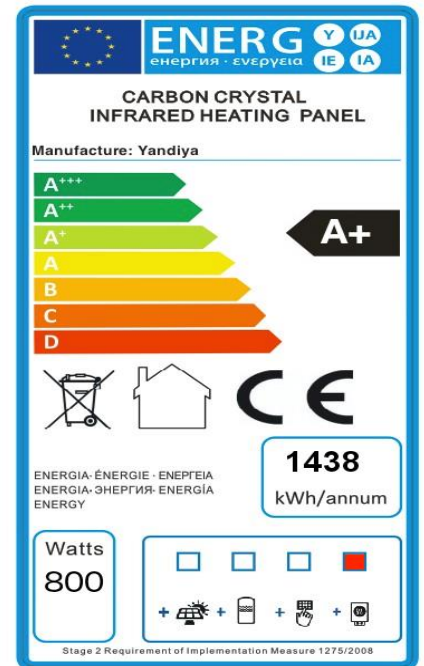 ENERG Y IJA
енергия · ενεργεια IE IA
CARBON CRYSTAL
INFRARED HEATING PANEL
Manufacture: Yandiya
A+++
A++
A+
A+
A
B
C
D
CE
1438
kWh/annum
ENERGIA· ÉNERGIE · ΕΝΕΡΓΕΙΑ
ENERGIA· ЭНЕРГИЯ· ENERGÍA
ENERGY
Watts
800
+ + + +
Stage 2 Requirement of Implementation Measure 1275/2008